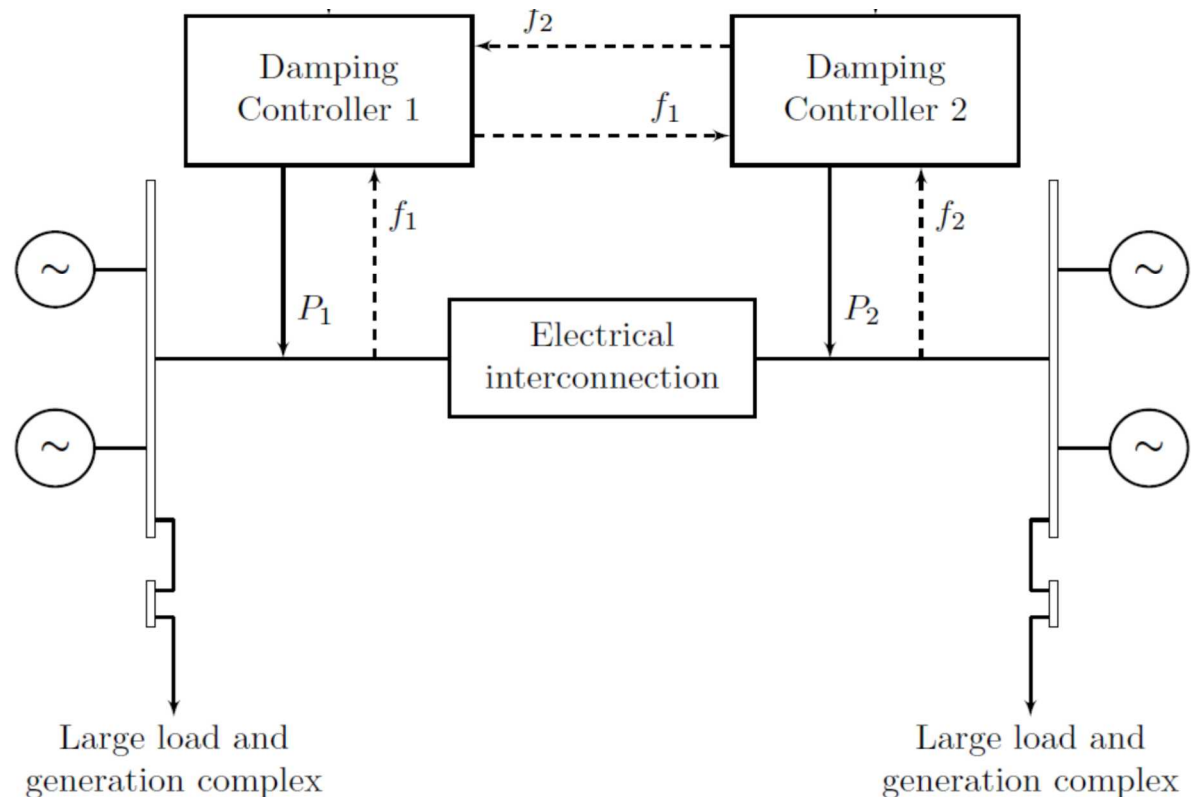 f₂
Damping
Controller 1
Damping
Controller 2
f₁
f₁
f₂
P₁
P₂
Electrical
interconnection
~
~
~
~
Large load and
generation complex
Large load and
generation complex